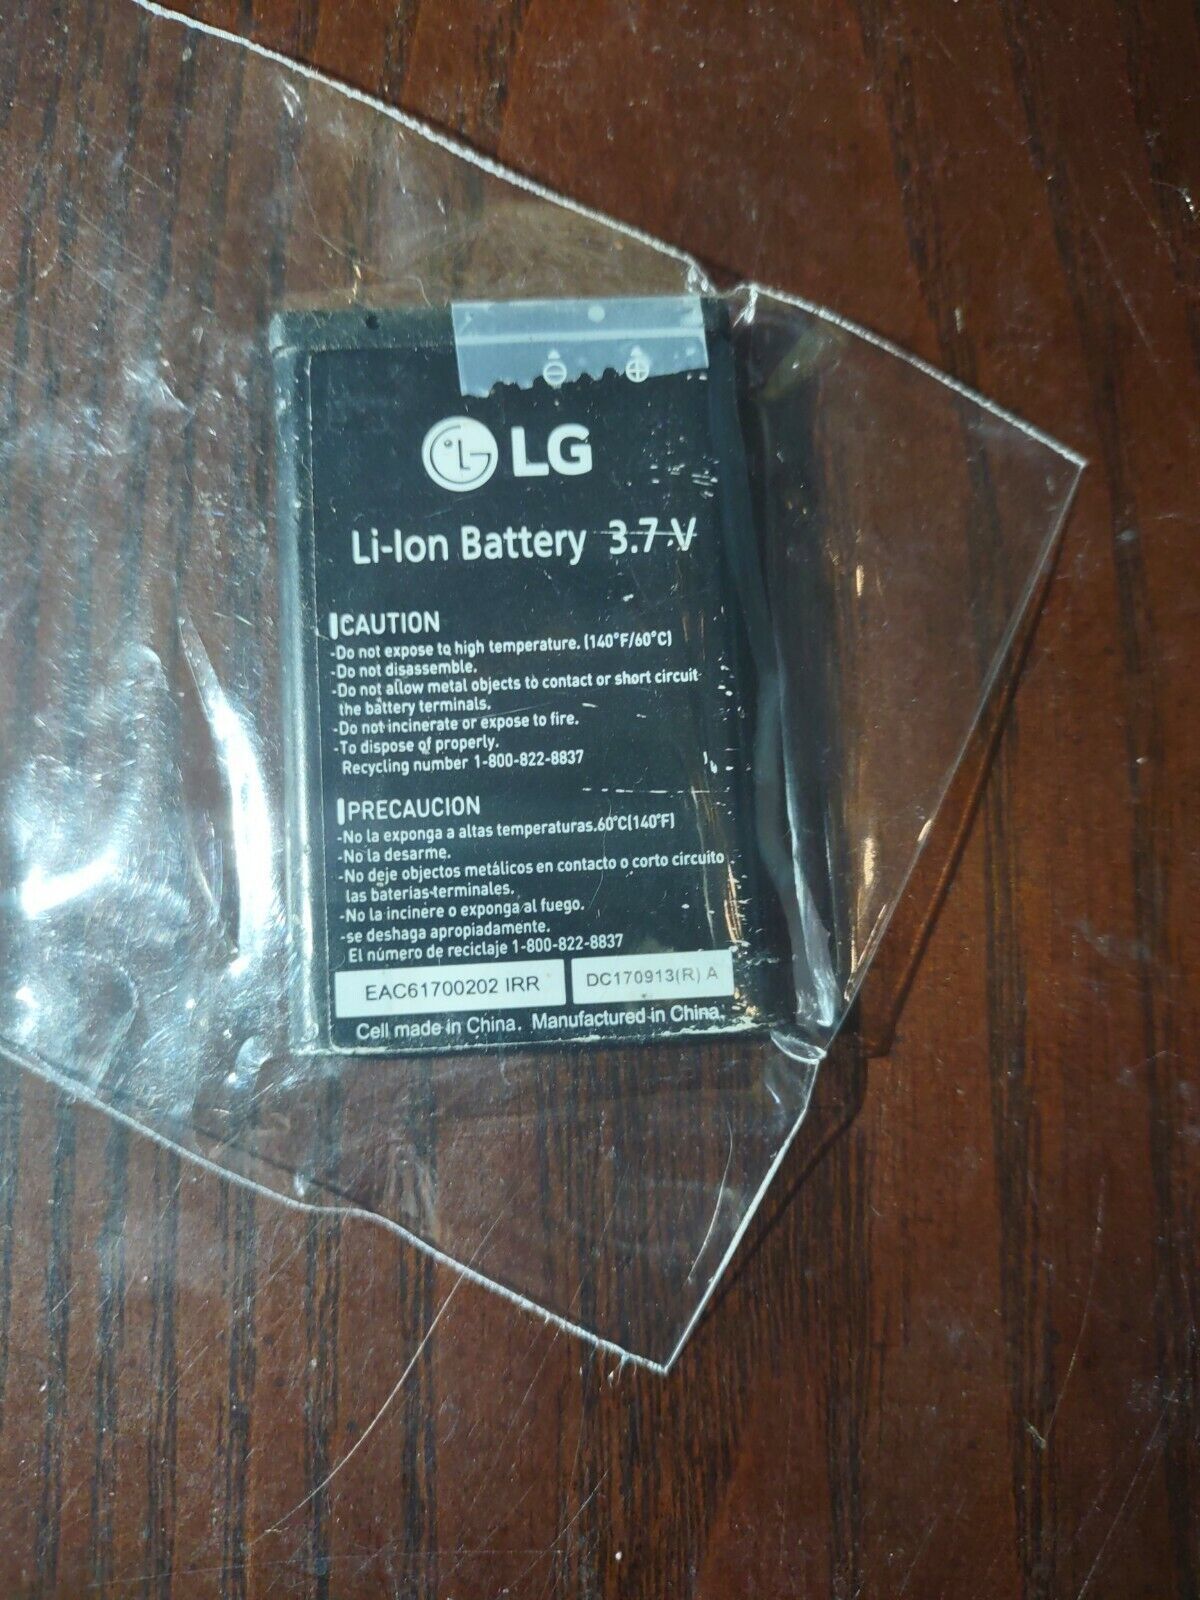 LG
Li-Ion Battery 3.7 V
CAUTION
-Do not expose to high temperature. (140°F/60°C)
-Do not disassemble.
-Do not allow metal objects to contact or short circuit
the battery terminals.
-Do not incinerate or expose to fire.
-To dispose of properly.
Recycling number 1-800-822-8837
PRECAUCION
-No la exponga a altas temperaturas.60°C(140°F)
-No la desarme.
-No deje objectos metálicos en contacto o corto circuito
las baterías-terminales.
-No la incinere o exponga al fuego.
-se deshaga apropiadamente.
El número de reciclaje 1-800-822-8837
EAC61700202 IRR DC170913(R) A
Cell made in China. Manufactured in China.